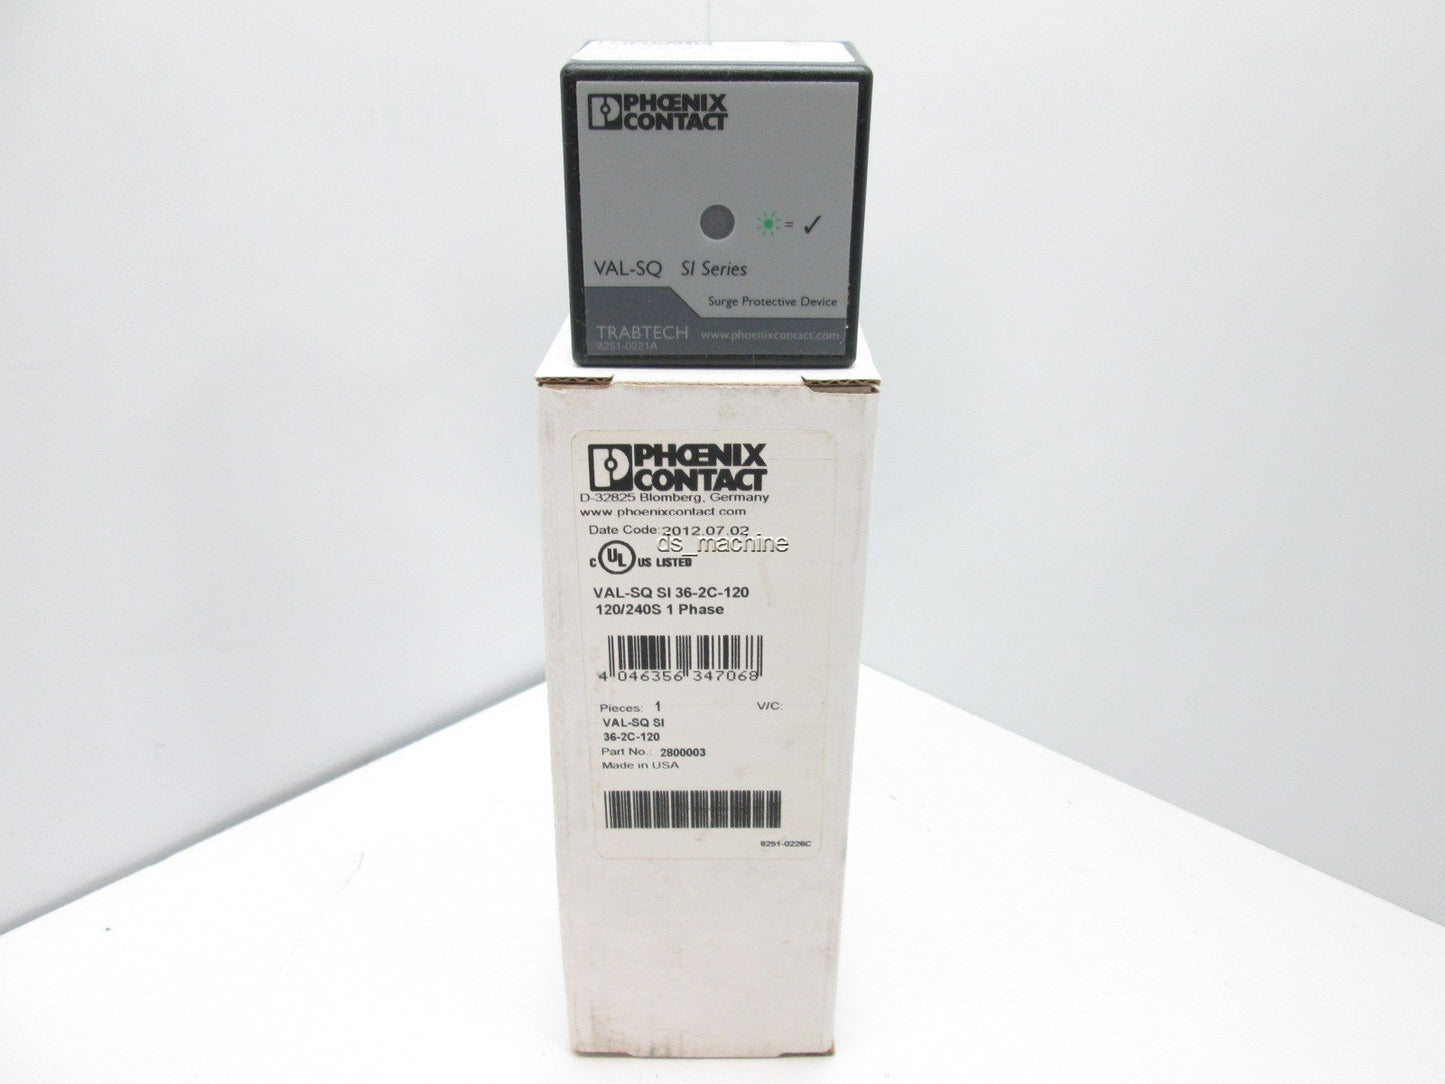 PHŒNIX
CONTACT
= ✓
VAL-SQ SI Series
Surge Protective Device
TRABTECH www.phoenixcontact.com
8251-0221A
PHŒNIX
CONTACT
D-32825 Blomberg, Germany
www phoenixcontact com
Date Code: 2012.07.02
ds_machine
C UL US LISTED
VAL-SQ SI 36-2C-120
120/240S 1 Phase
4 046356 347068
Pieces: 1 V/C:
VAL-SQ SI
36-2C-120
Part No.: 2800003
Made in USA
8251-0226C